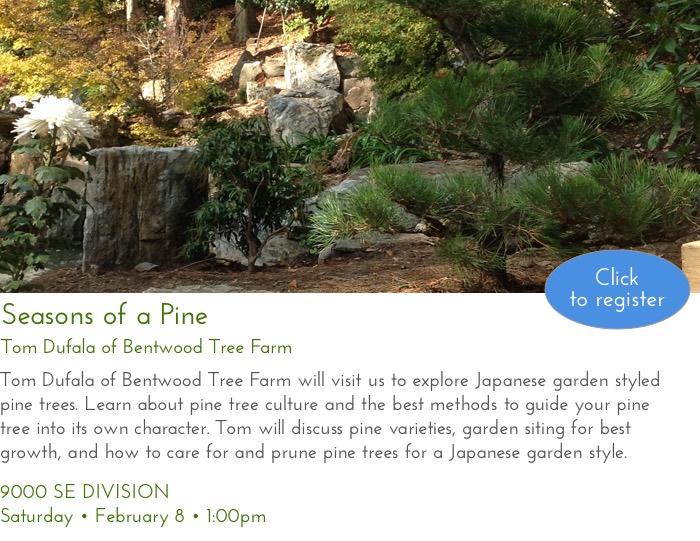 Click
to register
Seasons of a Pine
Tom Dufala of Bentwood Tree Farm
Tom Dufala of Bentwood Tree Farm will visit us to explore Japanese garden styled
pine trees. Learn about pine tree culture and the best methods to guide your pine
tree into its own character. Tom will discuss pine varieties, garden siting for best
growth, and how to care for and prune pine trees for a Japanese garden style.
9000 SE DIVISION
Saturday • February 8 • 1:00pm